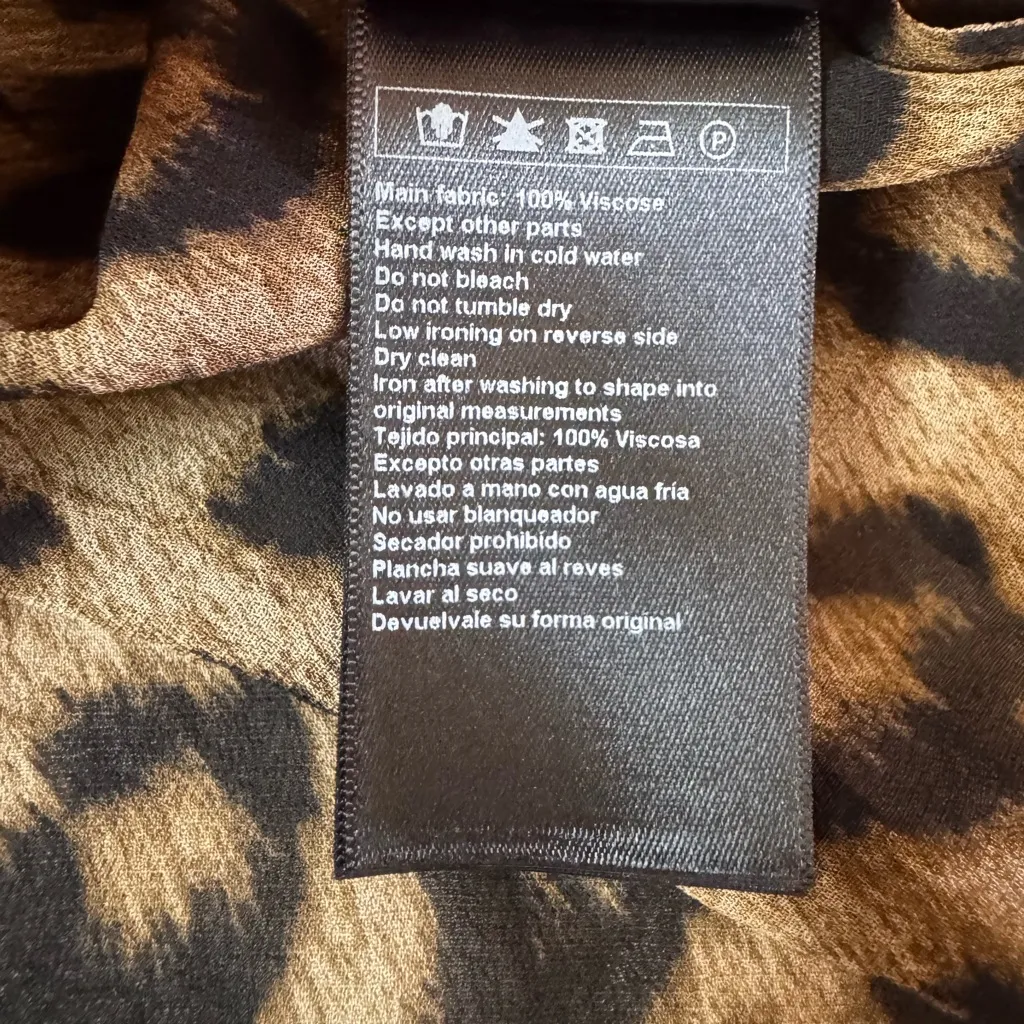 P
Main fabric: 100% Viscose
Except other parts
Hand wash in cold water
Do not bleach
Do not tumble dry
Low ironing on reverse side
Dry clean
Iron after washing to shape into
original measurements
Tejido principal: 100% Viscosa
Excepto otras partes
Lavado a mano con agua fría
No usar blanqueador
Secador prohibido
Plancha suave al reves
Lavar al seco
Devuelvale su forma original